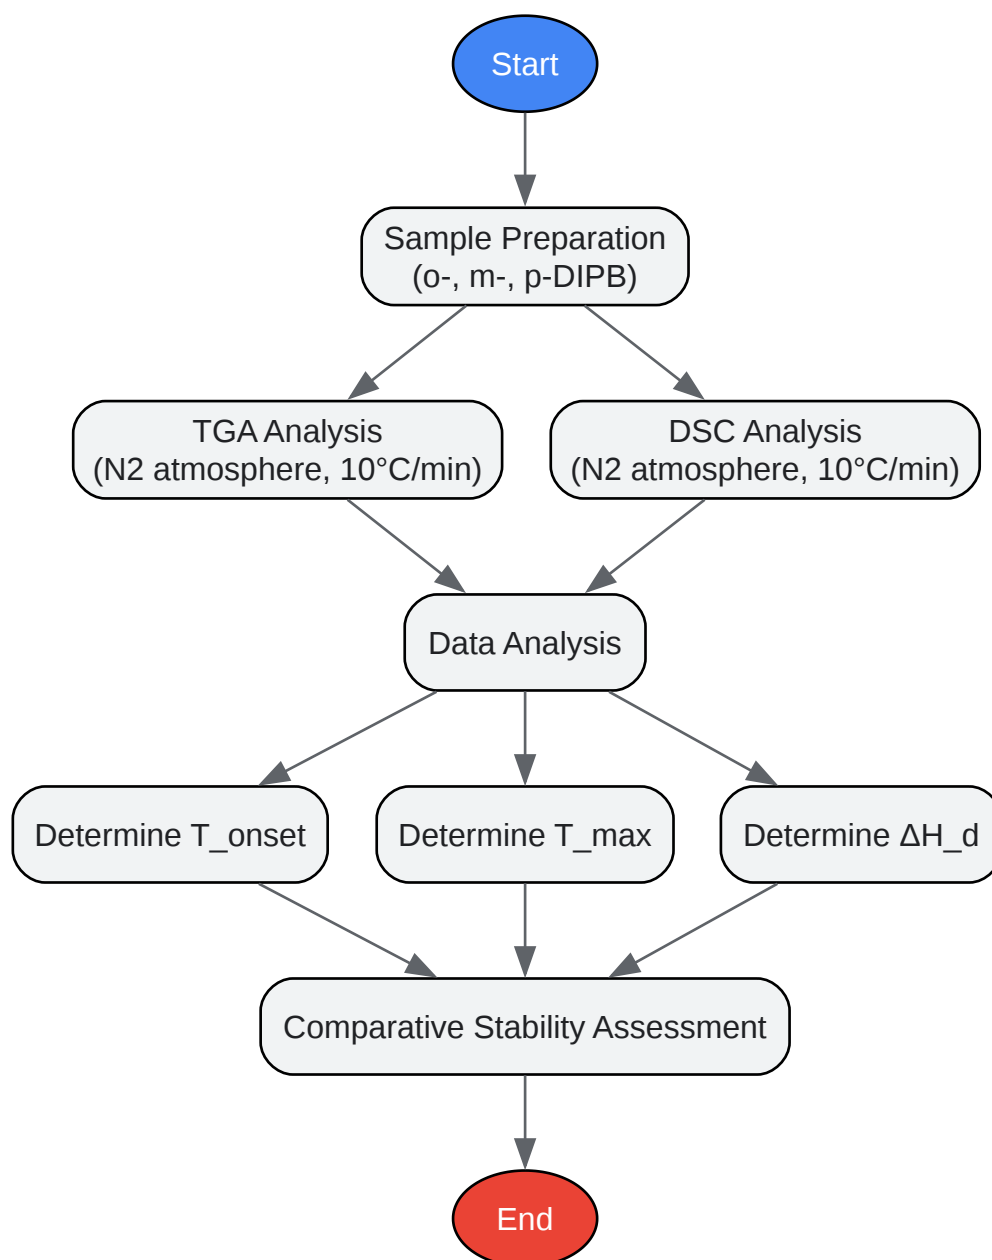 Start
Sample Preparation
(o-, m-, p-DIPB)
TGA Analysis
(N2 atmosphere, 10°C/min)
DSC Analysis
(N2 atmosphere, 10°C/min)
Data Analysis
Determine T_onset
Determine T_max
Determine ΔH_d
Comparative Stability Assessment
End